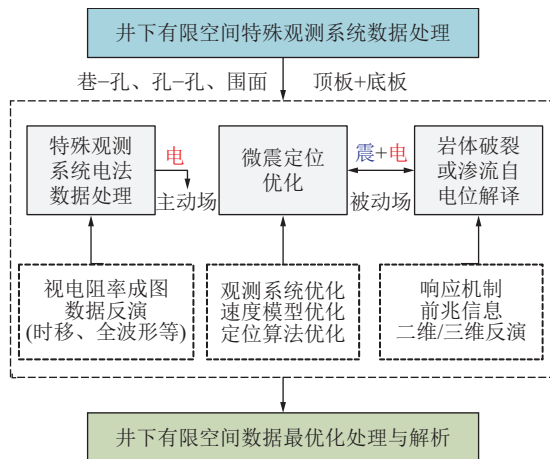 井下有限空间特殊观测系统数据处理
巷−孔、孔−孔、围面
顶板+底板
特殊观测
系统电法
数据处理
电
主动场
微震定位
优化
震+电
被动场
岩体破裂
或渗流自
电位解译
视电阻率成图
数据反演
(时移、全波形等)
观测系统优化
速度模型优化
定位算法优化
响应机制
前兆信息
二维/三维反演
井下有限空间数据最优化处理与解析